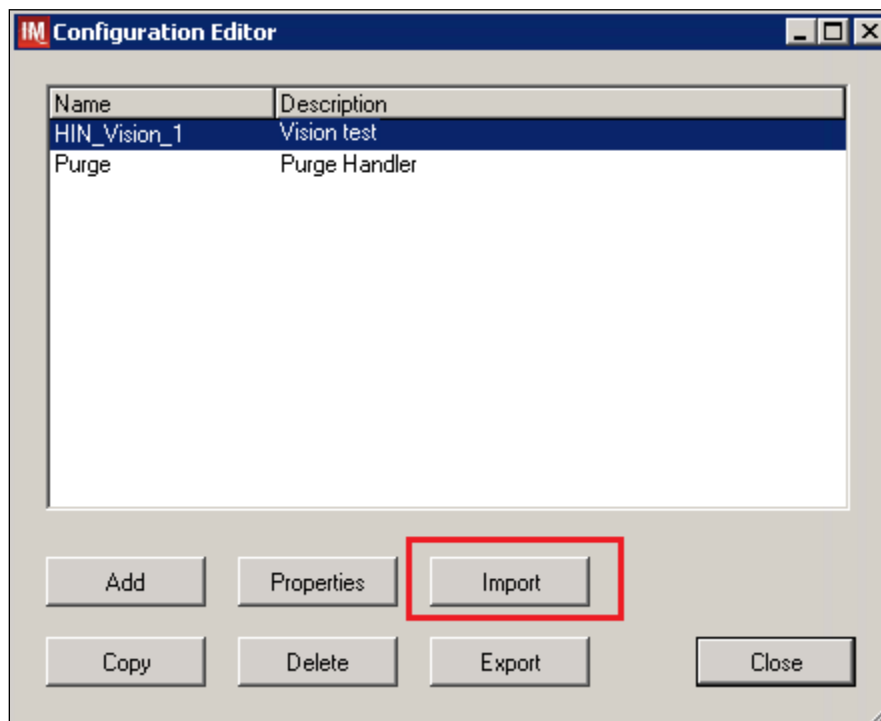 IM Configuration Editor
Name Description
HIN_Vision_1 Vision test
Purge Purge Handler
Add Properties Import
Copy Delete Export Close